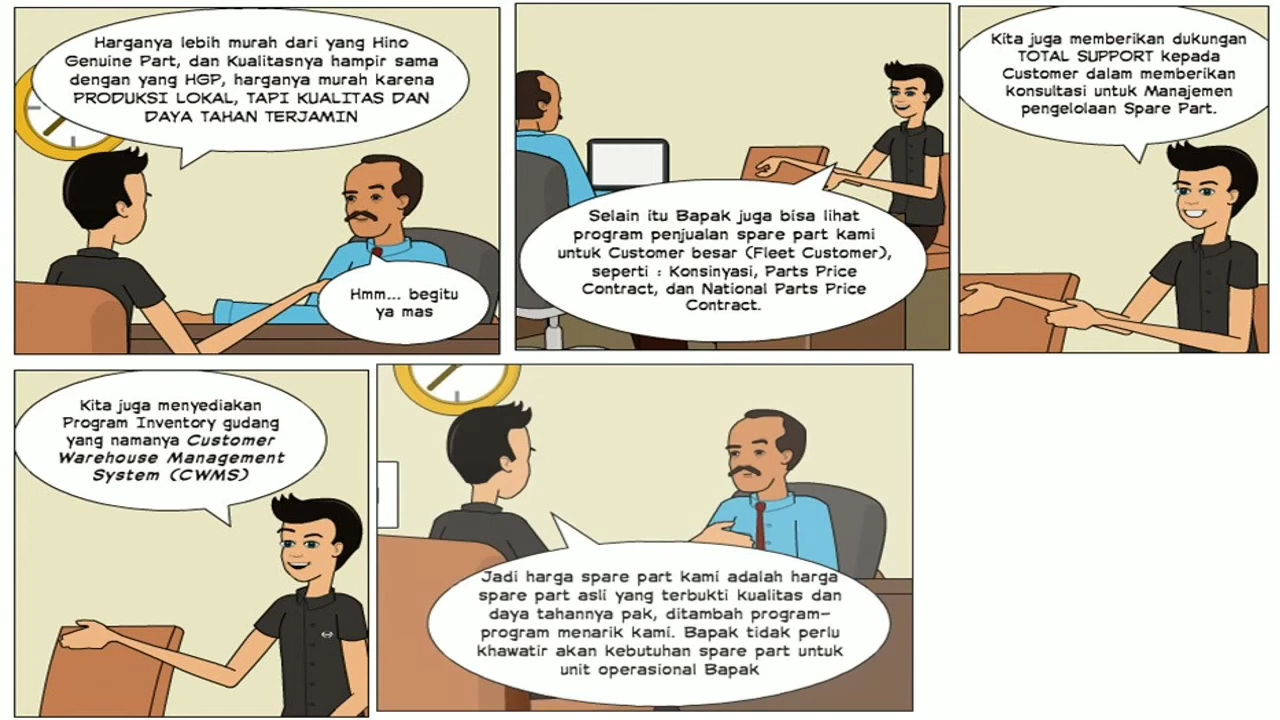 Harganya lebih murah dari yang Hino
Genuine Part, dan Kualitasnya hampir sama
dengan yang HGP, harganya murah karena
PRODUKSI LOKAL, TAPI KUALITAS DAN
DAYA TAHAN TERJAMIN
Hmm... begitu
ya mas
Selain itu Bapak juga bisa lihat
program penjualan spare part kami
untuk Customer besar (Fleet Customer),
seperti : Konsinyasi, Parts Price
Contract, dan National Parts Price
Contract.
Kita juga memberikan dukungan
TOTAL SUPPORT kepada
Customer dalam memberikan
konsultasi untuk Manajemen
pengelolaan Spare Part.
Kita juga menyediakan
Program Inventory gudang
yang namanya Customer
Warehouse Management
System (CWMS)
Jadi harga spare part kami adalah harga
spare part asli yang terbukti kualitas dan
daya tahannya pak, ditambah program-
program menarik kami. Bapak tidak perlu
khawatir akan kebutuhan spare part untuk
unit operasional Bapak